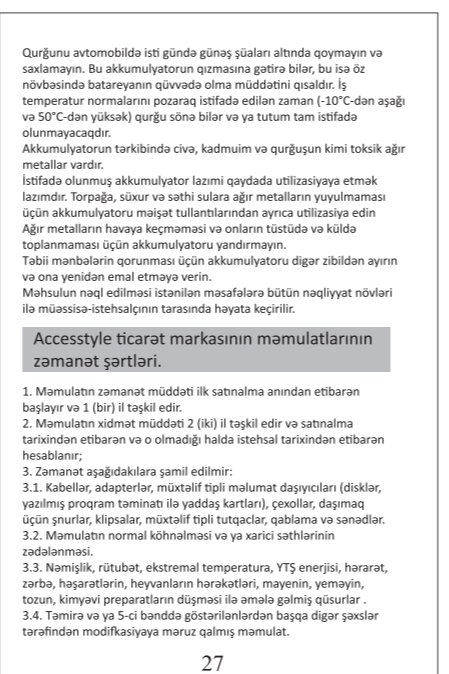 Qurğunu avtomobildə isti gündə günəş şüaları altında qoymayın və
saxlamayın. Bu akkumulyatorun qızmasına gətirə bilər, bu isə öz
növbəsində batareyanın qüvvədə olma müddətini qısaldır. İş
temperatur normalarını pozaraq istifadə edilən zaman (-10°C-dən aşağı
və 50°C-dən yüksək) qurğu sönə bilər və ya tutum tam istifadə
olunmayacaqdır.
Akkumulyatorun tərkibində civə, kadmuim və qurğuşun kimi toksik ağır
metallar vardır.
İstifadə olunmuş akkumulyator lazımi qaydada utilizasiyaya etmək
lazımdır. Torpağa, süxur və səthi sulara ağır metalların yuyulmaması
üçün akkumulyatoru məişət tullantılarından ayrıca utilizasiya edin
Ağır metalların havaya keçməməsi və onların tüstüdə və küldə
toplanmaması üçün akkumulyatoru yandırmayın.
Təbii mənbələrin qorunması üçün akkumulyatoru digər zibildən ayırın
və ona yenidən emal etməyə verin.
Məhsulun nəql edilməsi istənilən məsafələrə bütün nəqliyyat növləri
ilə müəssisə-istehsalçının tarasında həyata keçirilir.
Accesstyle ticarət markasının məmulatlarının
zəmanət şərtləri.
1. Məmulatın zəmanət müddəti ilk satınalma anından etibarən
başlayır və 1 (bir) il təşkil edir.
2. Məmulatın xidmət müddəti 2 (iki) il təşkil edir və satınalma
tarixindən etibarən və o olmadığı halda istehsal tarixindən etibarən
hesablanır;
3. Zəmanət aşağıdakılara şamil edilmir:
3.1. Kabellər, adapterlər, müxtəlif tipli məlumat daşıyıcıları (disklər,
yazılmış proqram təminatı ilə yaddaş kartları), çexollar, daşımaq
üçün şnurlar, klipsalar, müxtəlif tipli tutqaclar, qablama və sənədlər.
3.2. Məmulatın normal köhnəlməsi və ya xarici səthlərinin
zədələnməsi.
3.3. Nəmişlik, rütubət, ekstremal temperatura, YTŞ enerjisi, hərarət,
zərbə, həşarətlərin, heyvanların hərəkətləri, mayenin, yeməyin,
tozun, kimyəvi preparatların düşməsi ilə əmələ gəlmiş qüsurlar .
3.4. Təmirə və ya 5-ci bənddə göstərilənlərdən başqa digər şəxslər
tərəfindən modifkasiyaya məruz qalmış məmulat.
27